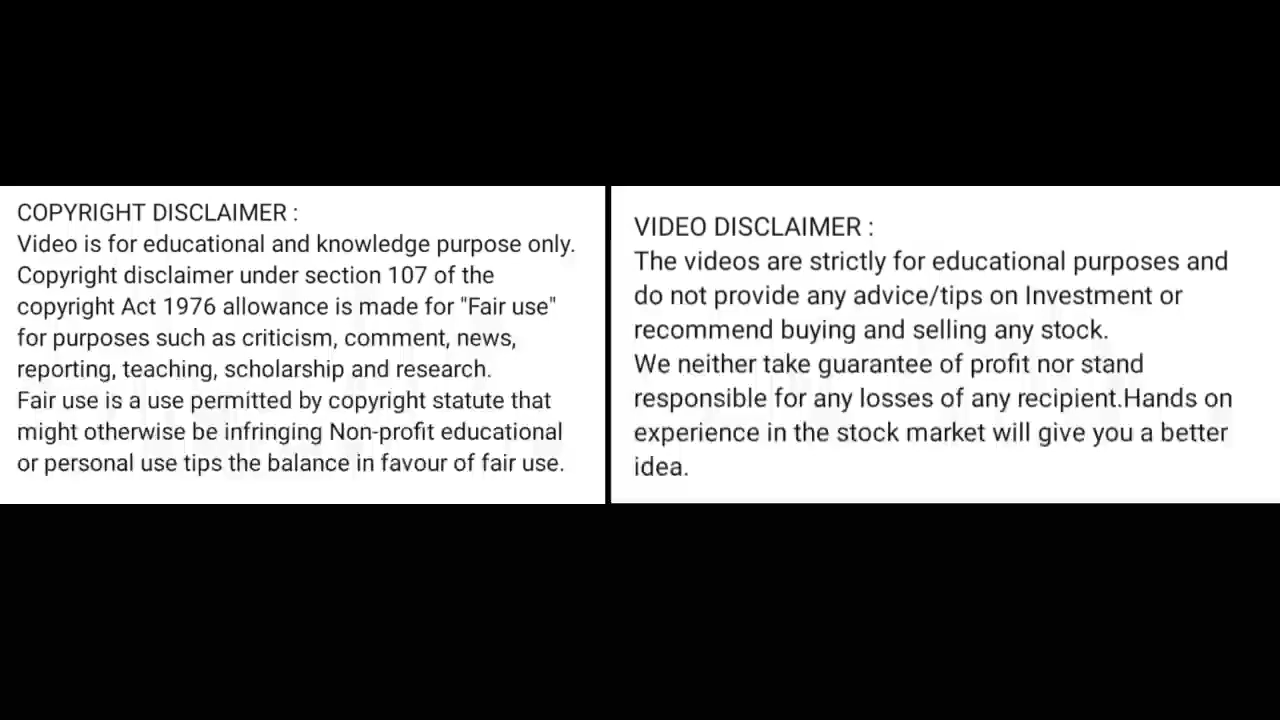 COPYRIGHT DISCLAIMER :
Video is for educational and knowledge purpose only.
Copyright disclaimer under section 107 of the
copyright Act 1976 allowance is made for "Fair use"
for purposes such as criticism, comment, news,
reporting, teaching, scholarship and research.
Fair use is a use permitted by copyright statute that
might otherwise be infringing Non-profit educational
or personal use tips the balance in favour of fair use.
VIDEO DISCLAIMER :
The videos are strictly for educational purposes and
do not provide any advice/tips on Investment or
recommend buying and selling any stock.
We neither take guarantee of profit nor stand
responsible for any losses of any recipient.Hands on
experience in the stock market will give you a better
idea.